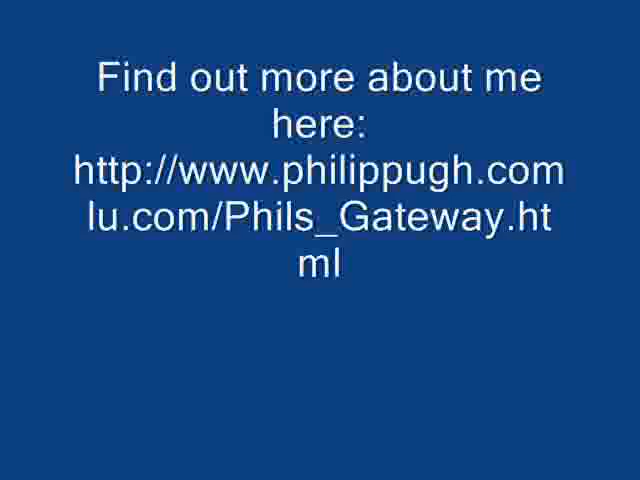 Find out more about me
here:
http://www.philippugh.com
lu.com/Phils_Gateway.ht
ml